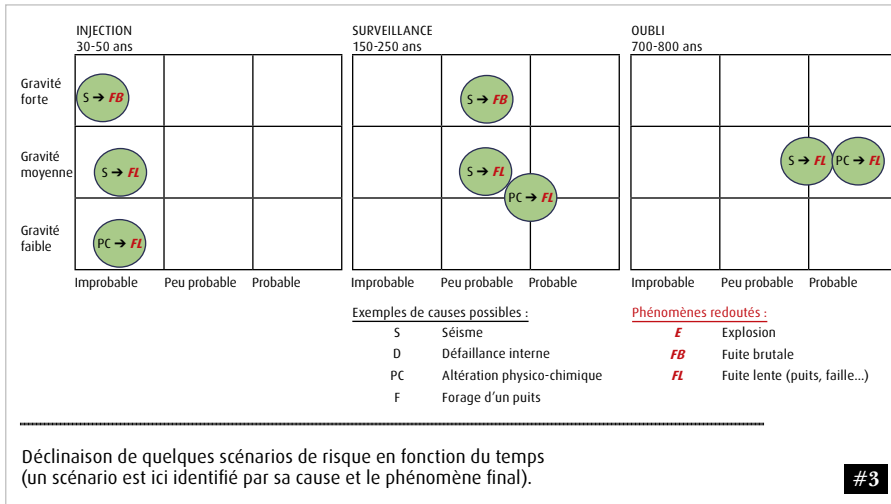 INJECTION
30-50 ans
SURVEILLANCE
150-250 ans
OUBLI
700-800 ans
Gravité
forte
S → FB
S → FB
Gravité
moyenne
S → FL
S → FL
PC → FL
S → FL
PC → FL
Gravité
faible
PC → FL
Improbable Peu probable Probable
Improbable Peu probable Probable
Improbable Peu probable Probable
Exemples de causes possibles :
S Séisme
D Défaillance interne
PC Altération physico-chimique
F Forage d'un puits
Phénomènes redoutés :
E Explosion
FB Fuite brutale
FL Fuite lente (puits, faille...)
Déclinaison de quelques scénarios de risque en fonction du temps
(un scénario est ici identifié par sa cause et le phénomène final).
#3